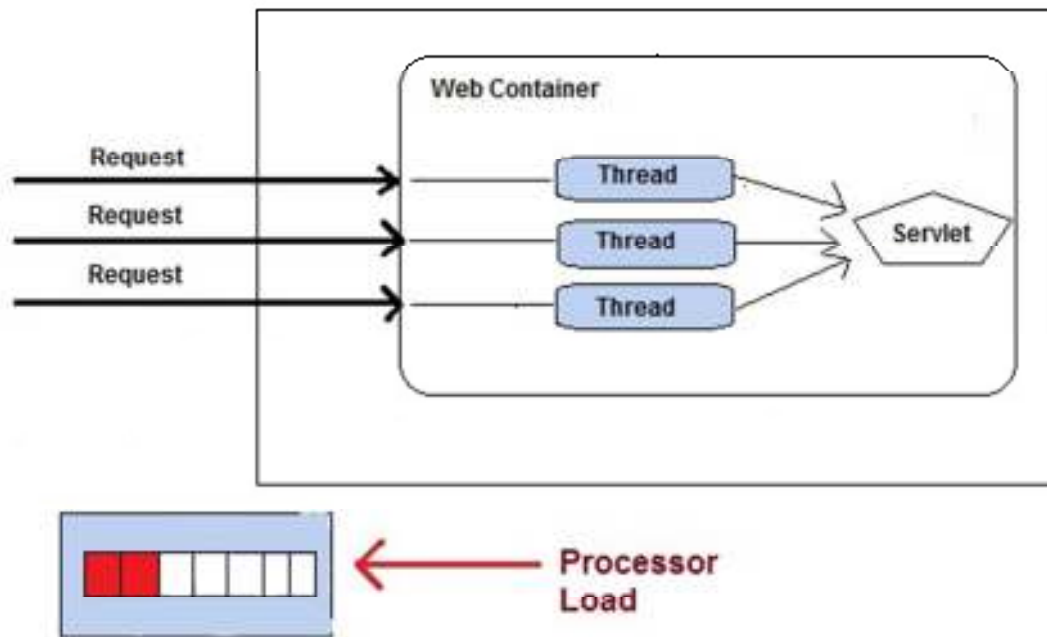 Web Container
Request
Thread
Request
Thread
Servlet
Request
Thread
Processor
Load